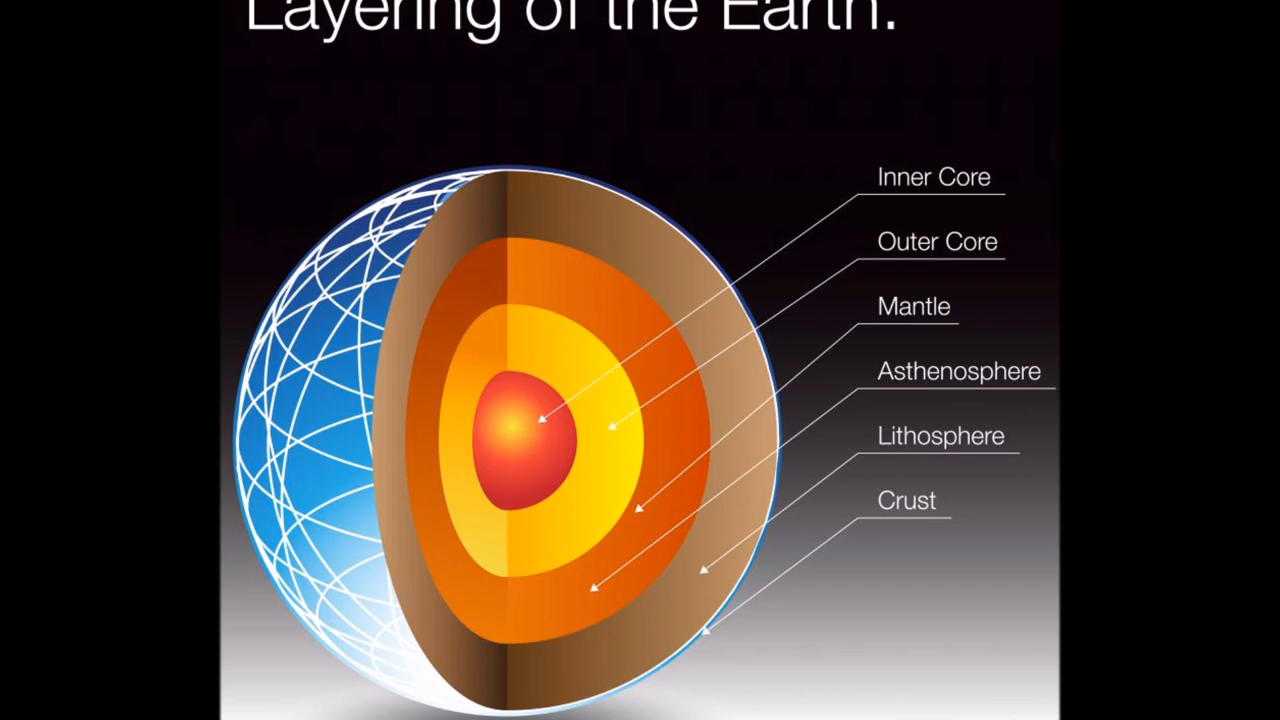 Layering of the Earth.
Inner Core
Outer Core
Mantle
Asthenosphere
Lithosphere
Crust